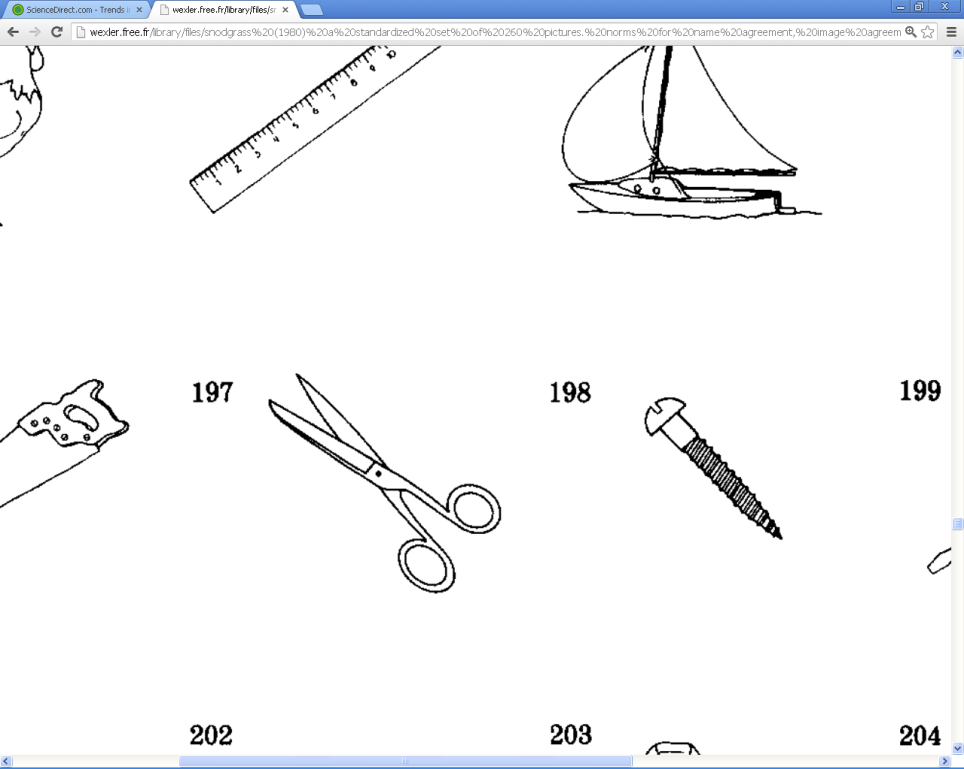 ScienceDirect.com - Trends i
wexler.free.fr/library/files/s
wexler.free.fr/library/files/snodgrass%20(1980)%20a%20standardized%20set%20of%20260%20pictures.%20norms%20for%20name%20agreement,%20image%20agreem
1 2 3 4 5 6 7 8 9 10
197
198
199
202
203
204